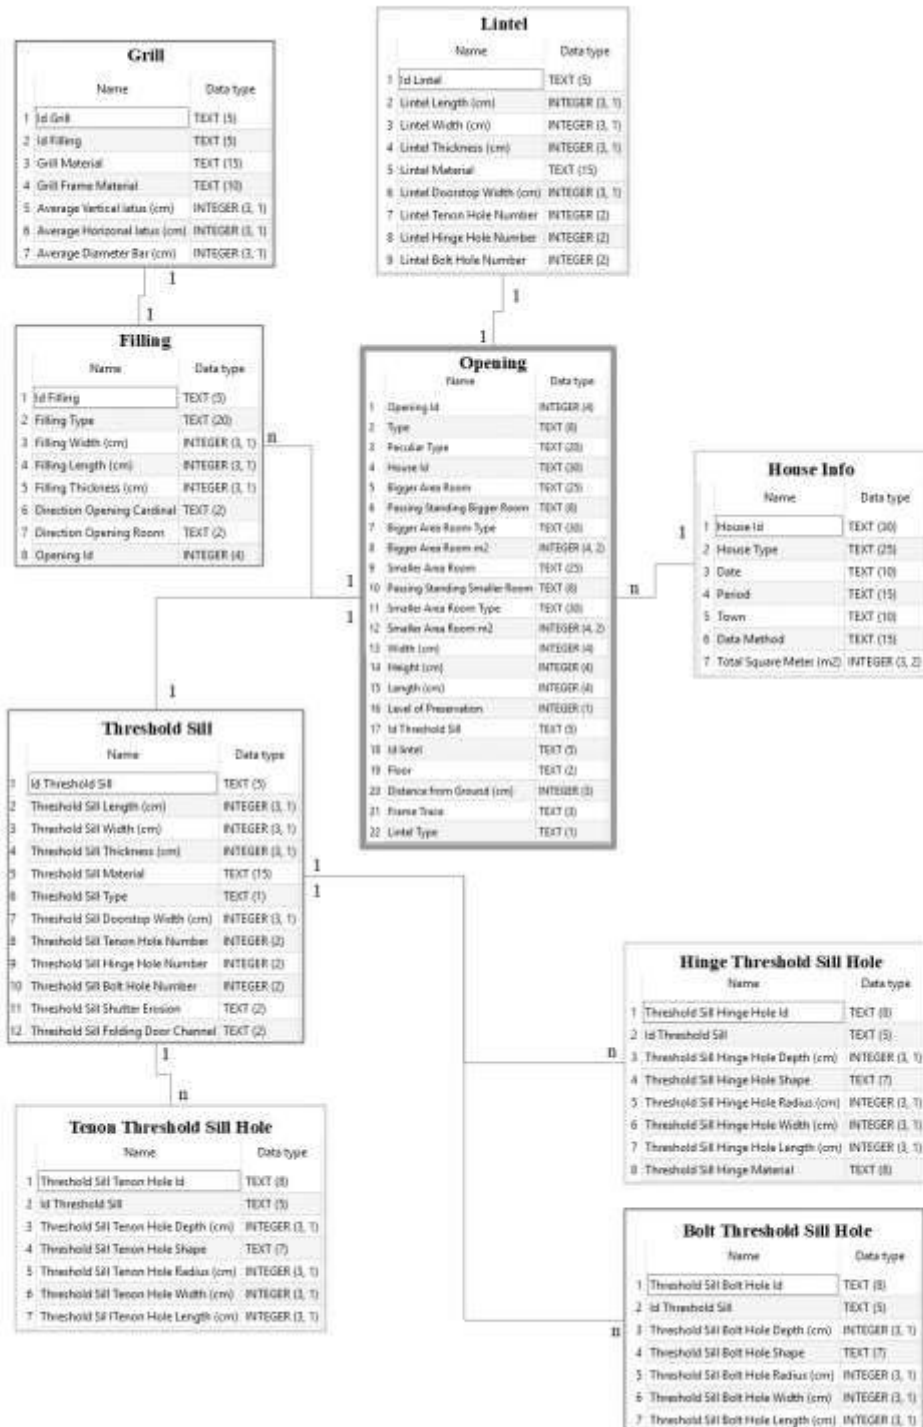 Grill
Name Data type
1 Id Grill TEXT (5)
2 Id Filling TEXT (5)
3 Grill Material TEXT (15)
4 Grill Frame Material TEXT (10)
5 Average Vertical latus (cm) INTEGER (3, 1)
6 Average Horizonal latus (cm) INTEGER (3, 1)
7 Average Diameter Bar (cm) INTEGER (3, 1)
1
1
Lintel
Name Data type
1 Id Lintel TEXT (5)
2 Lintel Length (cm) INTEGER (3, 1)
3 Lintel Width (cm) INTEGER (3, 1)
4 Lintel Thickness (cm) INTEGER (3, 1)
5 Lintel Material TEXT (15)
6 Lintel Doorstop Width (cm) INTEGER (3, 1)
7 Lintel Tenon Hole Number INTEGER (2)
8 Lintel Hinge Hole Number INTEGER (2)
9 Lintel Bolt Hole Number INTEGER (2)
1
1
Filling
Name Data type
1 Id Filling TEXT (5)
2 Filling Type TEXT (20)
3 Filling Width (cm) INTEGER (3, 1)
4 Filling Length (cm) INTEGER (3, 1)
5 Filling Thickness (cm) INTEGER (3, 1)
6 Direction Opening Cardinal TEXT (2)
7 Direction Opening Room TEXT (2)
8 Opening Id INTEGER (4)
n
1
1
Opening
Name Data type
1 Opening Id INTEGER (4)
2 Type TEXT (8)
3 Peculiar Type TEXT (20)
4 House Id TEXT (30)
5 Bigger Area Room TEXT (25)
6 Passing Standing Bigger Room TEXT (8)
7 Bigger Area Room Type TEXT (30)
8 Bigger Area Room m2 INTEGER (4, 2)
9 Smaller Area Room TEXT (25)
10 Passing Standing Smaller Room TEXT (8)
11 Smaller Area Room Type TEXT (30)
12 Smaller Area Room m2 INTEGER (4, 2)
13 Width (cm) INTEGER (4)
14 Height (cm) INTEGER (4)
15 Length (cm) INTEGER (4)
16 Level of Preservation INTEGER (1)
17 Id Threshold Sill TEXT (5)
18 Id lintel TEXT (5)
19 Floor TEXT (2)
20 Distance from Ground (cm) INTEGER (3)
21 Frame Trace TEXT (3)
22 Lintel Type TEXT (1)
n
1
House Info
Name Data type
1 House Id TEXT (30)
2 House Type TEXT (25)
3 Date TEXT (10)
4 Period TEXT (15)
5 Town TEXT (10)
6 Data Method TEXT (15)
7 Total Square Meter (m2) INTEGER (3, 2)
1
Threshold Sill
Name Data type
1 Id Threshold Sill TEXT (5)
2 Threshold Sill Length (cm) INTEGER (3, 1)
3 Threshold Sill Width (cm) INTEGER (3, 1)
4 Threshold Sill Thickness (cm) INTEGER (3, 1)
5 Threshold Sill Material TEXT (15)
6 Threshold Sill Type TEXT (1)
7 Threshold Sill Doorstop Width (cm) INTEGER (3, 1)
8 Threshold Sill Tenon Hole Number INTEGER (2)
9 Threshold Sill Hinge Hole Number INTEGER (2)
10 Threshold Sill Bolt Hole Number INTEGER (2)
11 Threshold Sill Shutter Erosion TEXT (2)
12 Threshold Sill Folding Door Channel TEXT (2)
1
1
1
n
Tenon Threshold Sill Hole
Name Data type
1 Threshold Sill Tenon Hole Id TEXT (8)
2 Id Threshold Sill TEXT (5)
3 Threshold Sill Tenon Hole Depth (cm) INTEGER (3, 1)
4 Threshold Sill Tenon Hole Shape TEXT (7)
5 Threshold Sill Tenon Hole Radius (cm) INTEGER (3, 1)
6 Threshold Sill Tenon Hole Width (cm) INTEGER (3, 1)
7 Threshold Sil lTenon Hole Length (cm) INTEGER (3, 1)
n
Hinge Threshold Sill Hole
Name Data type
1 Threshold Sill Hinge Hole Id TEXT (8)
2 Id Threshold Sill TEXT (5)
3 Threshold Sill Hinge Hole Depth (cm) INTEGER (3, 1)
4 Threshold Sill Hinge Hole Shape TEXT (7)
5 Threshold Sill Hinge Hole Radius (cm) INTEGER (3, 1)
6 Threshold Sill Hinge Hole Width (cm) INTEGER (3, 1)
7 Threshold Sill Hinge Hole Length (cm) INTEGER (3, 1)
8 Threshold Sill Hinge Material TEXT (8)
n
Bolt Threshold Sill Hole
Name Data type
1 Threshold Sill Bolt Hole Id TEXT (8)
2 Id Threshold Sill TEXT (5)
3 Threshold Sill Bolt Hole Depth (cm) INTEGER (3, 1)
4 Threshold Sill Bolt Hole Shape TEXT (7)
5 Threshold Sill Bolt Hole Radius (cm) INTEGER (3, 1)
6 Threshold Sill Bolt Hole Width (cm) INTEGER (3, 1)
7 Threshold Sill Bolt Hole Length (cm) INTEGER (3, 1)